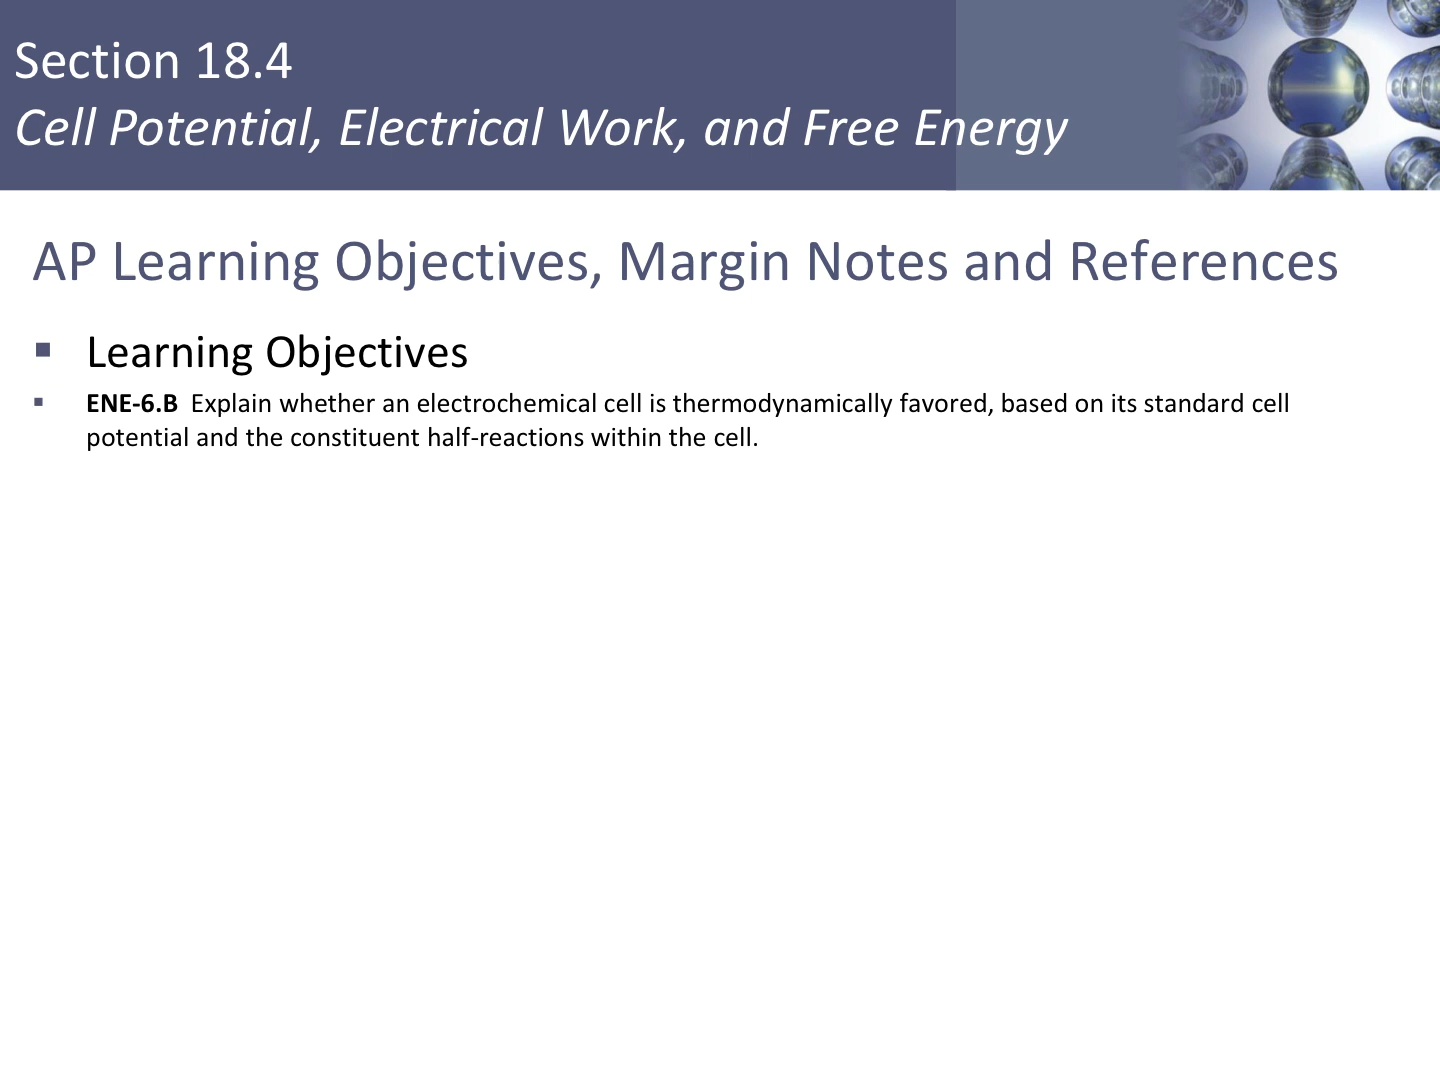 Section 18.4
Cell Potential, Electrical Work, and Free Energy
AP Learning Objectives, Margin Notes and References
▪ Learning Objectives
▪ ENE-6.B  Explain whether an electrochemical cell is thermodynamically favored, based on its standard cell
potential and the constituent half-reactions within the cell.